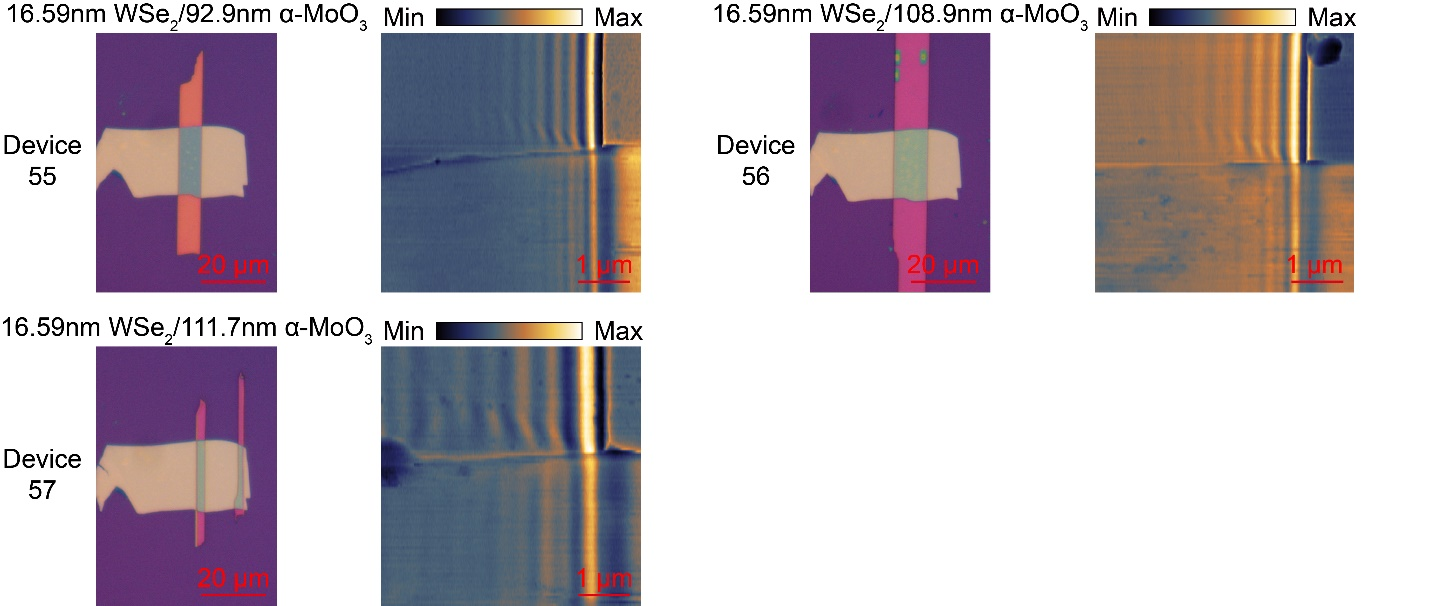 16.59nm WSe₂/92.9nm α-MoO₃ Min Max
Device
55
20 μm
1 μm
16.59nm WSe₂/108.9nm α-MoO₃ Min Max
Device
56
20 μm
1 μm
16.59nm WSe₂/111.7nm α-MoO₃ Min Max
Device
57
20 μm
1 μm